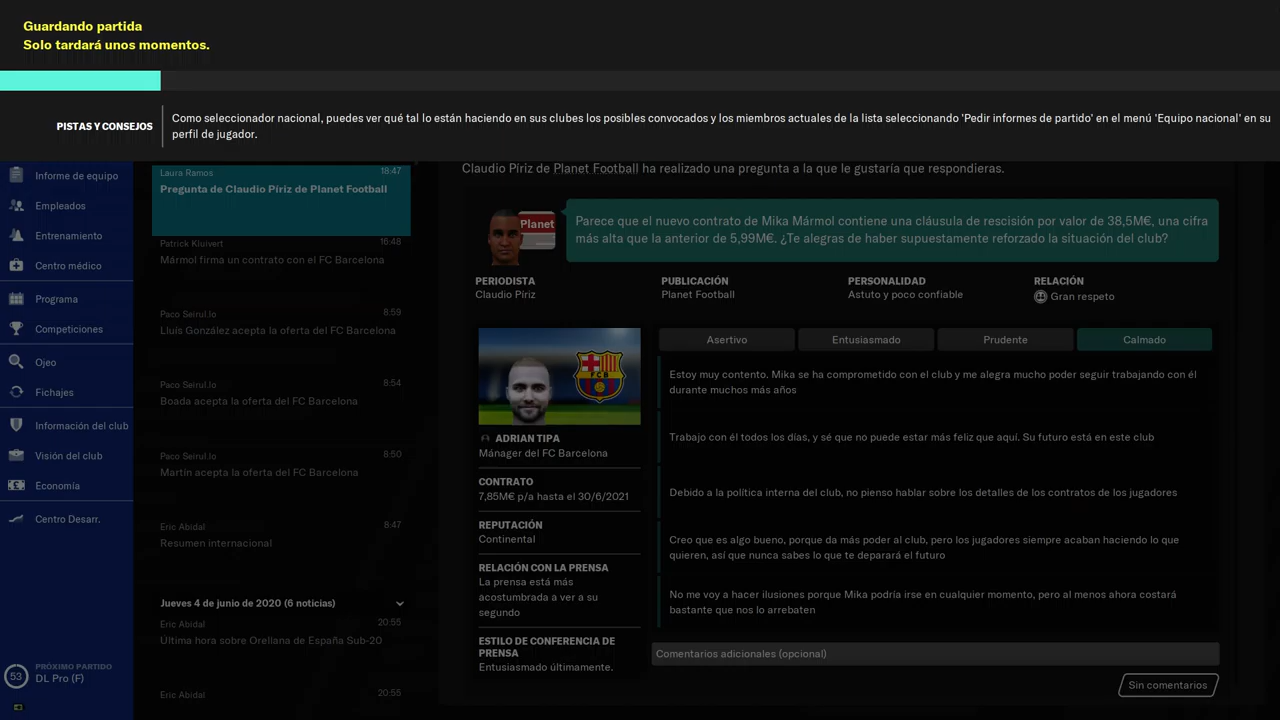 Guardando partida
Solo tardará unos momentos.
PISTAS Y CONSEJOS
Como seleccionador nacional, puedes ver qué tal lo están haciendo en sus clubes los posibles convocados y los miembros actuales de la lista seleccionando 'Pedir informes de partido' en el menú 'Equipo nacional' en su
perfil de jugador.
Informe de equipo
Empleados
Entrenamiento
Centro médico
Programa
Competiciones
Ojeo
Fichajes
Información del club
Visión del club
Economía
Centro Desarr.
PRÓXIMO PARTIDO
53
DL Pro (F)
Laura Ramos 18:47
Pregunta de Claudio Píriz de Planet Football
Patrick Kluivert 16:48
Mármol firma un contrato con el FC Barcelona
Paco Seirul.lo 8:59
Lluís González acepta la oferta del FC Barcelona
Paco Seirul.lo 8:54
Boada acepta la oferta del FC Barcelona
Paco Seirul.lo 8:50
Martín acepta la oferta del FC Barcelona
Eric Abidal 8:47
Resumen internacional
Jueves 4 de junio de 2020 (6 noticias)
Eric Abidal 20:55
Última hora sobre Orellana de España Sub-20
Eric Abidal 20:55
Claudio Píriz de Planet Football ha realizado una pregunta a la que le gustaría que respondieras.
Planet
Parece que el nuevo contrato de Mika Mármol contiene una cláusula de rescisión por valor de 38,5M€, una cifra
más alta que la anterior de 5,99M€. ¿Te alegras de haber supuestamente reforzado la situación del club?
PERIODISTA
Claudio Píriz
PUBLICACIÓN
Planet Football
PERSONALIDAD
Astuto y poco confiable
RELACIÓN
Gran respeto
FCB
ADRIAN TIPA
Mánager del FC Barcelona
CONTRATO
7,85M€ p/a hasta el 30/6/2021
REPUTACIÓN
Continental
RELACIÓN CON LA PRENSA
La prensa está más
acostumbrada a ver a su
segundo
ESTILO DE CONFERENCIA DE
PRENSA
Entusiasmado últimamente.
Asertivo
Entusiasmado
Prudente
Calmado
Estoy muy contento. Mika se ha comprometido con el club y me alegra mucho poder seguir trabajando con él
durante muchos más años
Trabajo con él todos los días, y sé que no puede estar más feliz que aquí. Su futuro está en este club
Debido a la política interna del club, no pienso hablar sobre los detalles de los contratos de los jugadores
Creo que es algo bueno, porque da más poder al club, pero los jugadores siempre acaban haciendo lo que
quieren, así que nunca sabes lo que te deparará el futuro
No me voy a hacer ilusiones porque Mika podría irse en cualquier momento, pero al menos ahora costará
bastante que nos lo arrebaten
Comentarios adicionales (opcional)
Sin comentarios